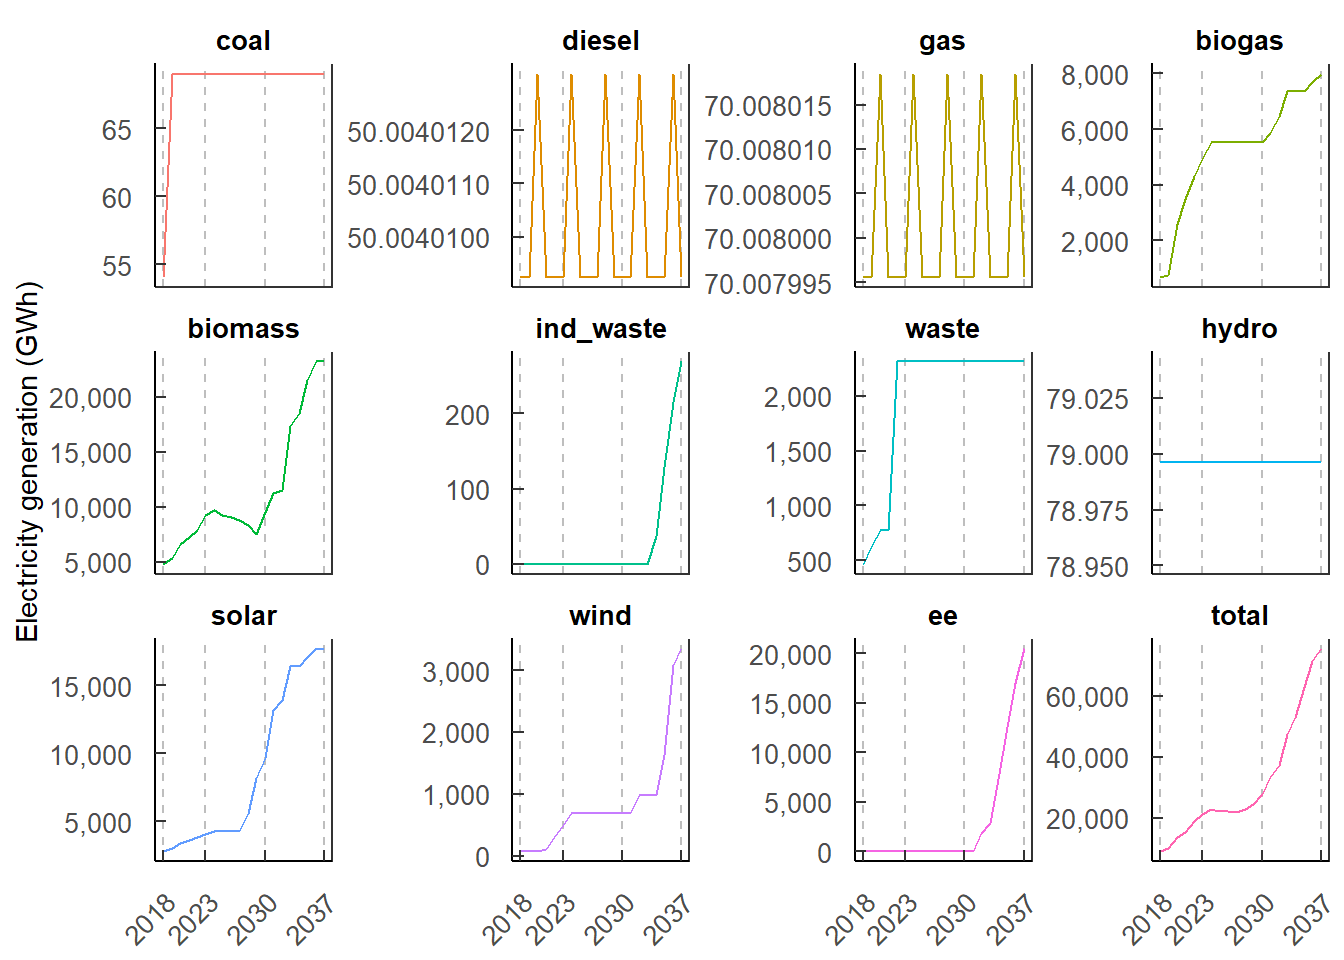 coal
diesel
gas
biogas
65
60
55
50.0040120
50.0040110
50.0040100
70.008015
70.008010
70.008005
70.008000
70.007995
8,000
6,000
4,000
2,000
Electricity generation (GWh)
biomass
ind_waste
waste
hydro
20,000
15,000
10,000
5,000
200
100
0
2,000
1,500
1,000
500
79.025
79.000
78.975
78.950
solar
wind
ee
total
15,000
10,000
5,000
3,000
2,000
1,000
0
20,000
15,000
10,000
5,000
0
60,000
40,000
20,000
2018 2023 2030 2037
2018 2023 2030 2037
2018 2023 2030 2037
2018 2023 2030 2037